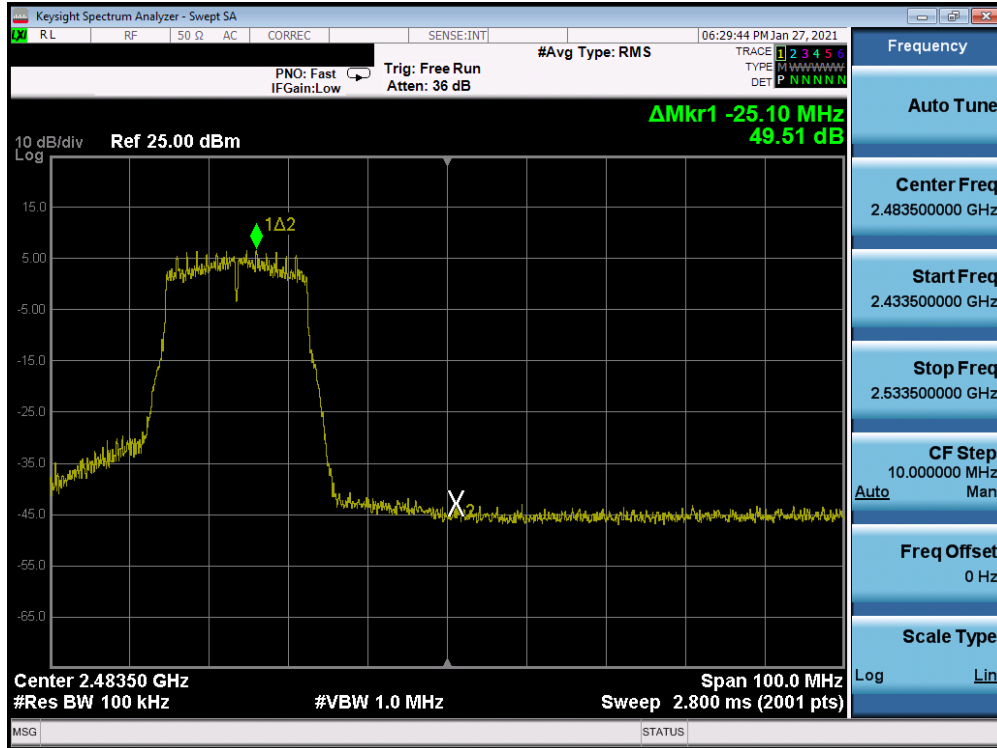 Keysight Spectrum Analyzer - Swept SA
LXI RL RF 50 Ω AC CORREC SENSE:INT 06:29:44 PM Jan 27, 2021
#Avg Type: RMS
TRACE 1 2 3 4 5 6
TYPE M WWWWW
DET P N N N N N
PNO: Fast
IFGain:Low
Trig: Free Run
Atten: 36 dB
ΔMkr1 -25.10 MHz
49.51 dB
10 dB/div
Log
Ref 25.00 dBm
15.0
5.00
-5.00
-15.0
-25.0
-35.0
-45.0
-55.0
-65.0
1Δ2
X2
Center 2.48350 GHz
Span 100.0 MHz
#Res BW 100 kHz
#VBW 1.0 MHz
Sweep 2.800 ms (2001 pts)
MSG
STATUS
Frequency
Auto Tune
Center Freq
2.483500000 GHz
Start Freq
2.433500000 GHz
Stop Freq
2.533500000 GHz
CF Step
10.000000 MHz
Auto Man
Freq Offset
0 Hz
Scale Type
Log Lin